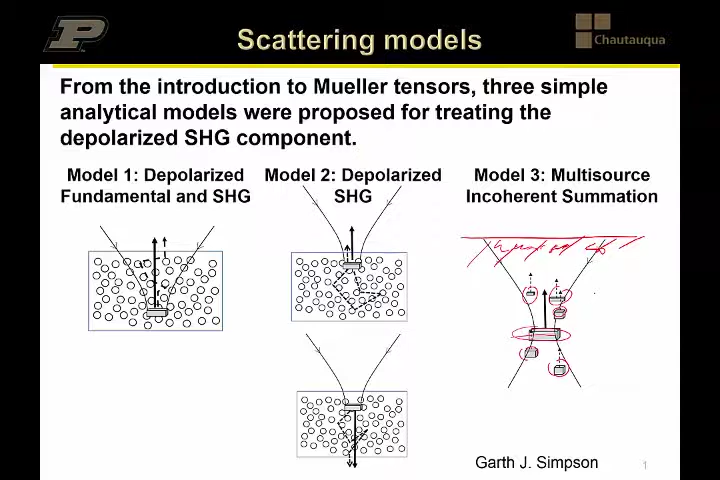 Scattering models
Chautauqua
From the introduction to Mueller tensors, three simple
analytical models were proposed for treating the
depolarized SHG component.
Model 1: Depolarized
Fundamental and SHG
Model 2: Depolarized
SHG
Model 3: Multisource
Incoherent Summation
Garth J. Simpson
1